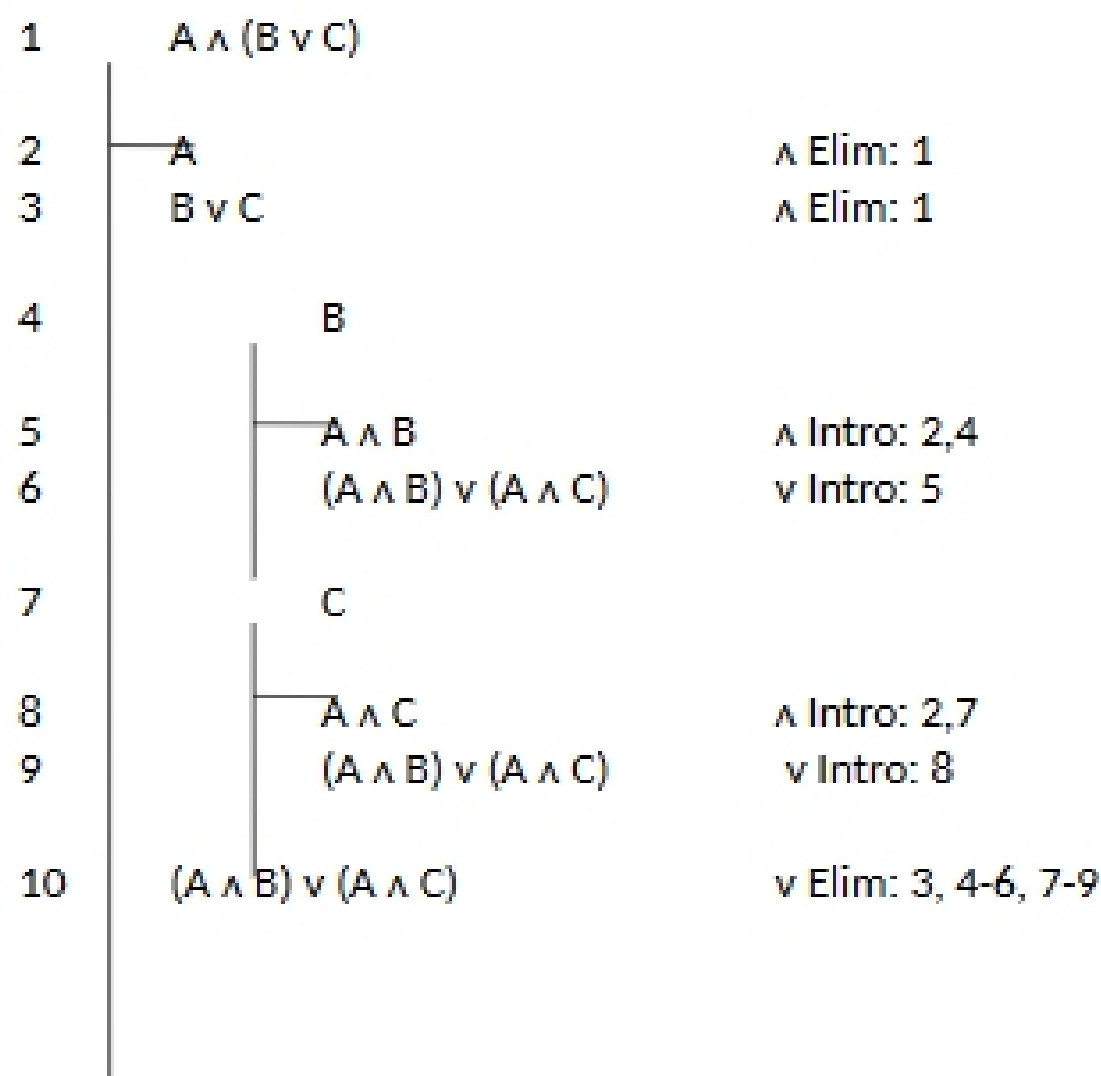 1 A ∧ (B ∨ C)
2 A ∧ Elim: 1
3 B ∨ C ∧ Elim: 1
4 B
5 A ∧ B ∧ Intro: 2,4
6 (A ∧ B) ∨ (A ∧ C) ∨ Intro: 5
7 C
8 A ∧ C ∧ Intro: 2,7
9 (A ∧ B) ∨ (A ∧ C) ∨ Intro: 8
10 (A ∧ B) ∨ (A ∧ C) ∨ Elim: 3, 4-6, 7-9